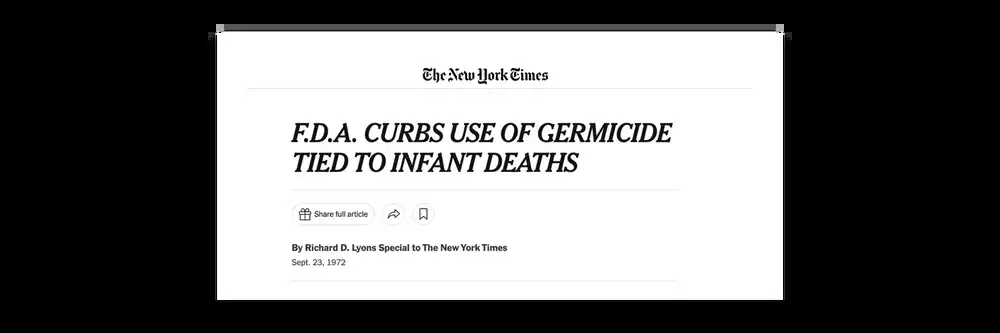 The New York Times
F.D.A. CURBS USE OF GERMICIDE
TIED TO INFANT DEATHS
Share full article
By Richard D. Lyons Special to The New York Times
Sept. 23, 1972